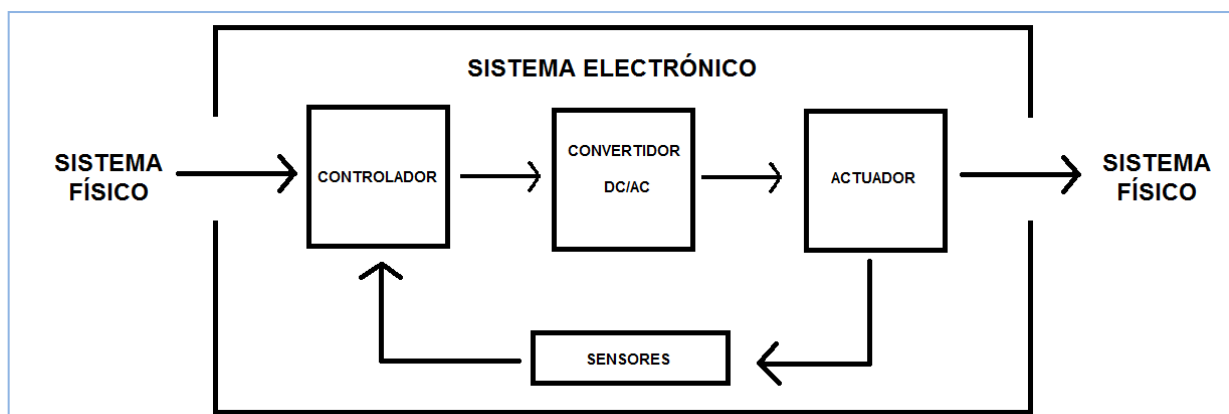 SISTEMA ELECTRÓNICO
SISTEMA
FÍSICO
CONTROLADOR
CONVERTIDOR
DC/AC
ACTUADOR
SISTEMA
FÍSICO
SENSORES